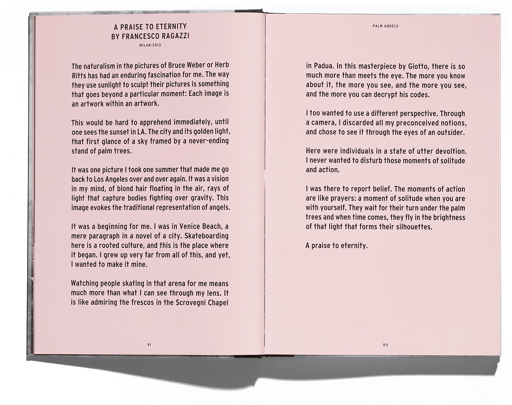 A PRAISE TO ETERNITY
BY FRANCESCO RAGAZZI
MILAN 2013
The naturalism in the pictures of Bruce Weber or Herb
Ritts has had an enduring fascination for me. The way
they use sunlight to sculpt their pictures is something
that goes beyond a particular moment: Each image is
an artwork within an artwork.
This would be hard to apprehend immediately, until
one sees the sunset in LA. The city and its golden light,
that first glance of a sky framed by a never-ending
stand of palm trees.
It was one picture I took one summer that made me go
back to Los Angeles over and over again. It was a vision
in my mind, of blond hair floating in the air, rays of
light that capture bodies fighting over gravity. This
image evokes the traditional representation of angels.
It was a beginning for me. I was in Venice Beach, a
mere paragraph in a novel of a city. Skateboarding
here is a rooted culture, and this is the place where
it began. I grew up very far from all of this, and yet,
I wanted to make it mine.
Watching people skating in that arena for me means
much more than what I can see through my lens. It
is like admiring the frescos in the Scrovegni Chapel
VI
PALM ANGELS
in Padua. In this masterpiece by Giotto, there is so
much more than meets the eye. The more you know
about it, the more you see, and the more you see,
and the more you can decrypt his codes.
I too wanted to use a different perspective. Through
a camera, I discarded all my preconceived notions,
and chose to see it through the eyes of an outsider.
Here were individuals in a state of utter devoltion.
I never wanted to disturb those moments of solitude
and action.
I was there to report belief. The moments of action
are like prayers: a moment of solitude when you are
with yourself. They wait for their turn under the palm
trees and when time comes, they fly in the brightness
of that light that forms their silhouettes.
A praise to eternity.
VII